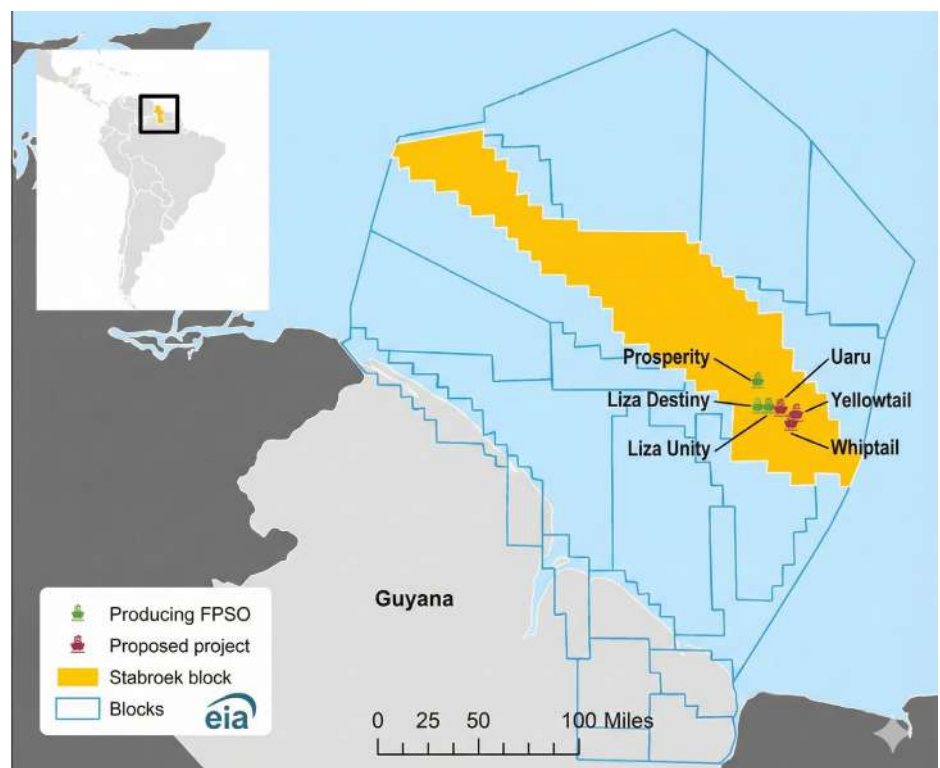 Prosperity
Uaru
Liza Destiny
Yellowtail
Liza Unity
Whiptail
Guyana
Producing FPSO
Proposed project
Stabroek block
Blocks
eia
0 25 50 100 Miles